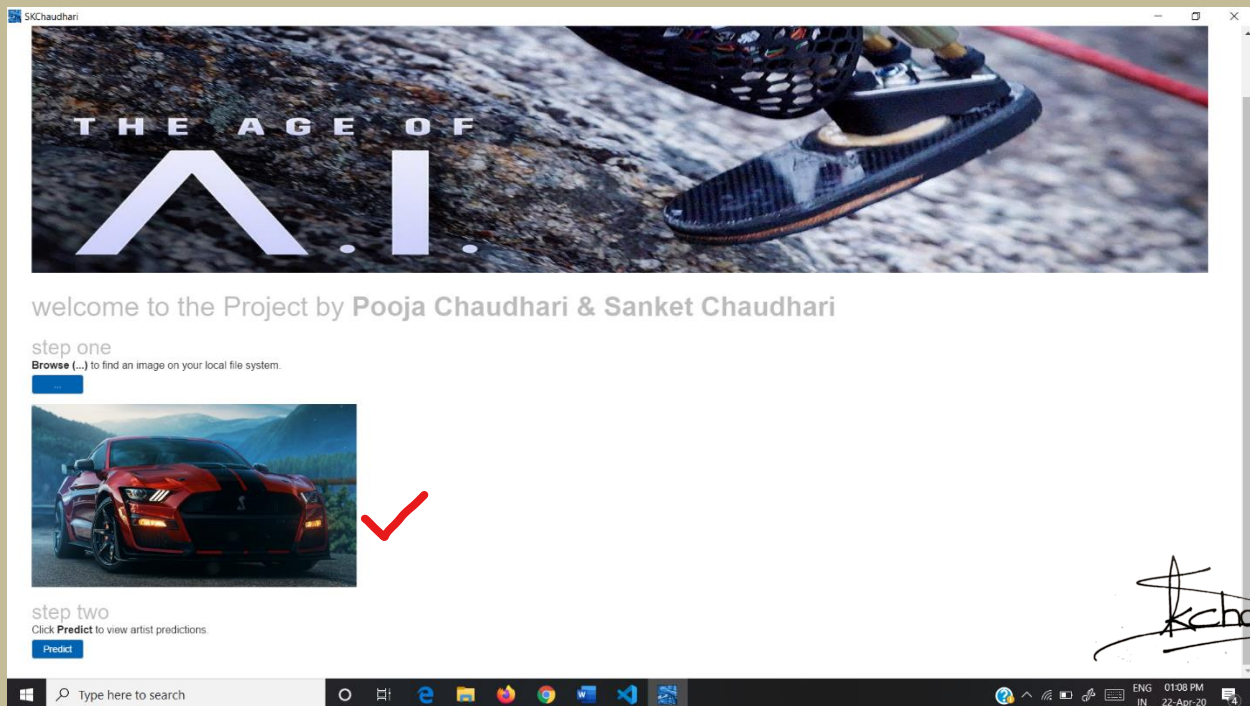 SKChaudhari
THE AGE OF
A.I.
welcome to the Project by Pooja Chaudhari & Sanket Chaudhari
step one
Browse (...) to find an image on your local file system.
...
step two
Click Predict to view artist predictions.
Predict
Type here to search
ENG
IN
01:08 PM
22-Apr-20
4